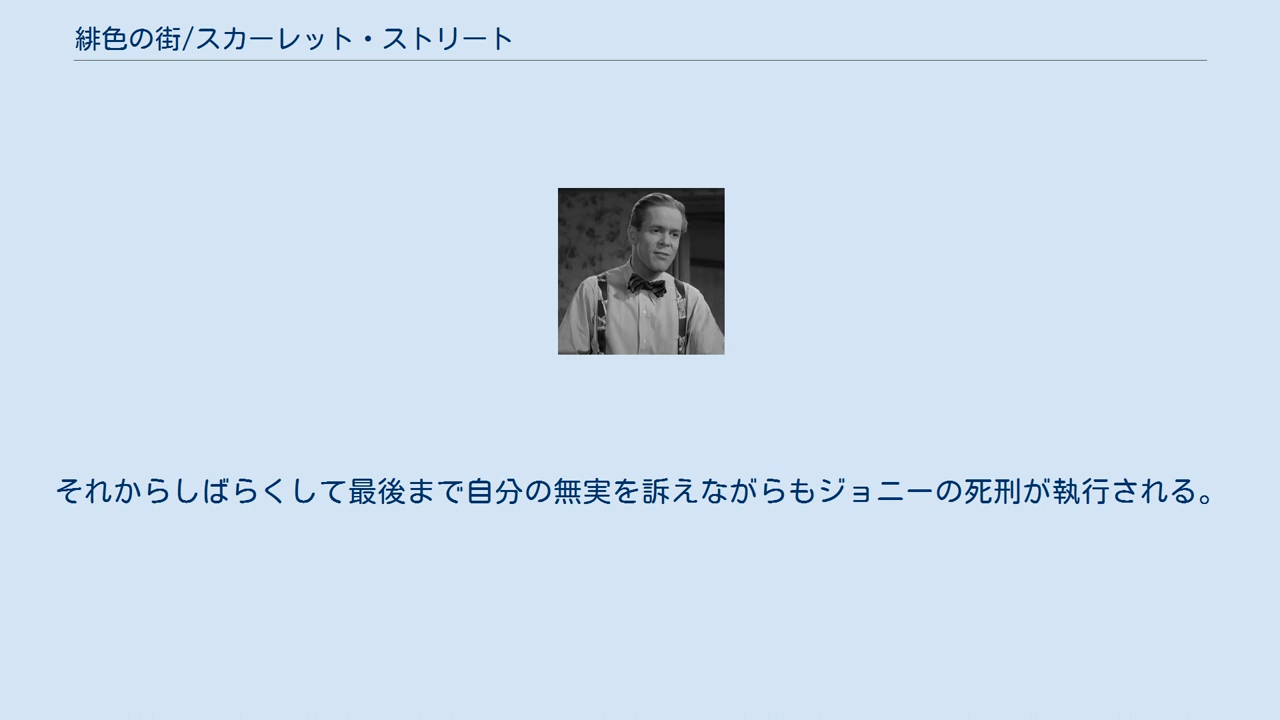 緋色の街/スカーレット・ストリート
それからしばらくして最後まで自分の無実を訴えながらもジョニーの死刑が執行される。